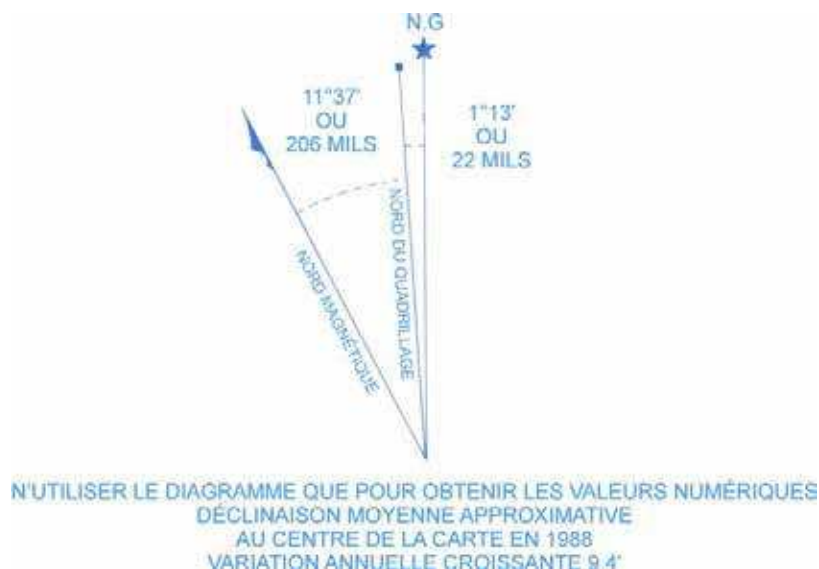 N.G
11°37'
OU
206 MILS
1°13'
OU
22 MILS
NORD DU QUADRILLAGE
NORD MAGNÉTIQUE
N'UTILISER LE DIAGRAMME QUE POUR OBTENIR LES VALEURS NUMÉRIQUES
DÉCLINAISON MOYENNE APPROXIMATIVE
AU CENTRE DE LA CARTE EN 1988
VARIATION ANNUELLE CROISSANTE 9.4'